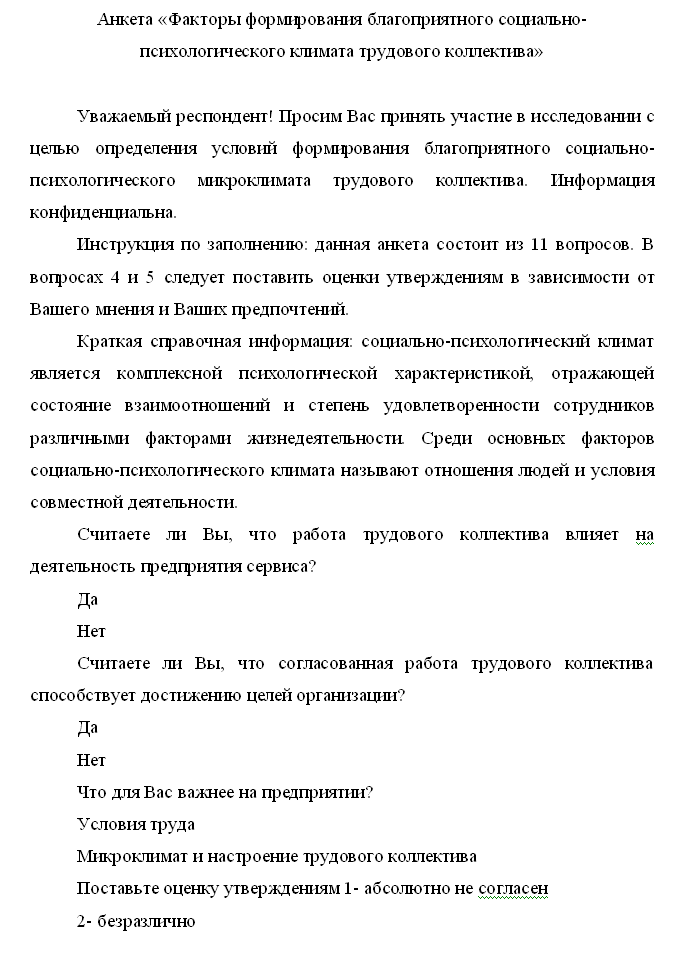 Анкета «Факторы формирования благоприятного социально-
психологического климата трудового коллектива»
Уважаемый респондент! Просим Вас принять участие в исследовании с
целью определения условий формирования благоприятного социально-
психологического микроклимата трудового коллектива. Информация
конфиденциальна.
Инструкция по заполнению: данная анкета состоит из 11 вопросов. В
вопросах 4 и 5 следует поставить оценки утверждениям в зависимости от
Вашего мнения и Ваших предпочтений.
Краткая справочная информация: социально-психологический климат
является комплексной психологической характеристикой, отражающей
состояние взаимоотношений и степень удовлетворенности сотрудников
различными факторами жизнедеятельности. Среди основных факторов
социально-психологического климата называют отношения людей и условия
совместной деятельности.
Считаете ли Вы, что работа трудового коллектива влияет на
деятельность предприятия сервиса?
Да
Нет
Считаете ли Вы, что согласованная работа трудового коллектива
способствует достижению целей организации?
Да
Нет
Что для Вас важнее на предприятии?
Условия труда
Микроклимат и настроение трудового коллектива
Поставьте оценку утверждениям 1- абсолютно не согласен
2- безразлично